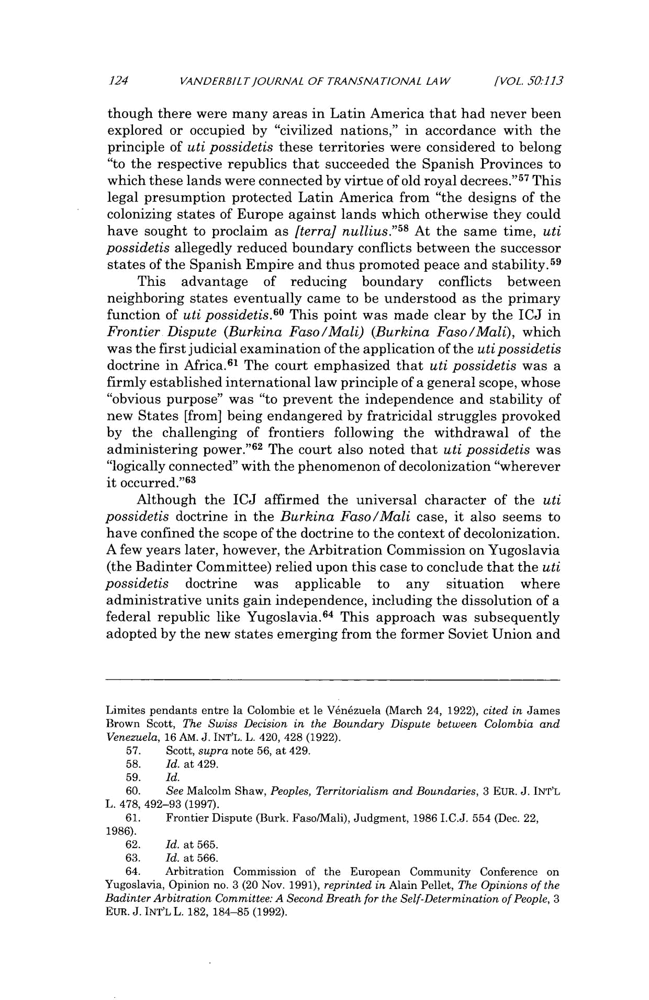 124 VANDERBILT JOURNAL OF TRANSNATIONAL LAW [VOL. 50:113
though there were many areas in Latin America that had never been
explored or occupied by “civilized nations,” in accordance with the
principle of uti possidetis these territories were considered to belong
“to the respective republics that succeeded the Spanish Provinces to
which these lands were connected by virtue of old royal decrees.”57 This
legal presumption protected Latin America from “the designs of the
colonizing states of Europe against lands which otherwise they could
have sought to proclaim as [terra] nullius.”58 At the same time, uti
possidetis allegedly reduced boundary conflicts between the successor
states of the Spanish Empire and thus promoted peace and stability.59
This advantage of reducing boundary conflicts between
neighboring states eventually came to be understood as the primary
function of uti possidetis.60 This point was made clear by the ICJ in
Frontier Dispute (Burkina Faso/Mali) (Burkina Faso/Mali), which
was the first judicial examination of the application of the uti possidetis
doctrine in Africa.61 The court emphasized that uti possidetis was a
firmly established international law principle of a general scope, whose
“obvious purpose” was “to prevent the independence and stability of
new States [from] being endangered by fratricidal struggles provoked
by the challenging of frontiers following the withdrawal of the
administering power.”62 The court also noted that uti possidetis was
“logically connected” with the phenomenon of decolonization “wherever
it occurred.”63
Although the ICJ affirmed the universal character of the uti
possidetis doctrine in the Burkina Faso/Mali case, it also seems to
have confined the scope of the doctrine to the context of decolonization.
A few years later, however, the Arbitration Commission on Yugoslavia
(the Badinter Committee) relied upon this case to conclude that the uti
possidetis doctrine was applicable to any situation where
administrative units gain independence, including the dissolution of a
federal republic like Yugoslavia.64 This approach was subsequently
adopted by the new states emerging from the former Soviet Union and
Limites pendants entre la Colombie et le Vénézuela (March 24, 1922), cited in James
Brown Scott, The Swiss Decision in the Boundary Dispute between Colombia and
Venezuela, 16 AM. J. INT’L. L. 420, 428 (1922).
57. Scott, supra note 56, at 429.
58. Id. at 429.
59. Id.
60. See Malcolm Shaw, Peoples, Territorialism and Boundaries, 3 EUR. J. INT’L
L. 478, 492–93 (1997).
61. Frontier Dispute (Burk. Faso/Mali), Judgment, 1986 I.C.J. 554 (Dec. 22,
1986).
62. Id. at 565.
63. Id. at 566.
64. Arbitration Commission of the European Community Conference on
Yugoslavia, Opinion no. 3 (20 Nov. 1991), reprinted in Alain Pellet, The Opinions of the
Badinter Arbitration Committee: A Second Breath for the Self-Determination of People, 3
EUR. J. INT’L L. 182, 184–85 (1992).